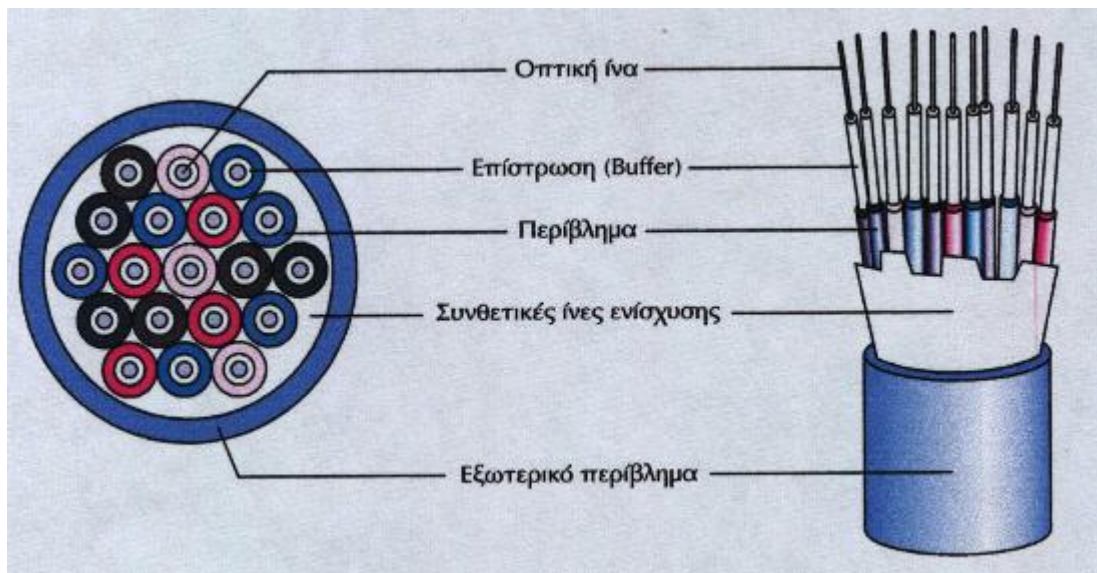 Οπτική ίνα
Επίστρωση (Buffer)
Περίβλημα
Συνθετικές ίνες ενίσχυσης
Εξωτερικό περίβλημα